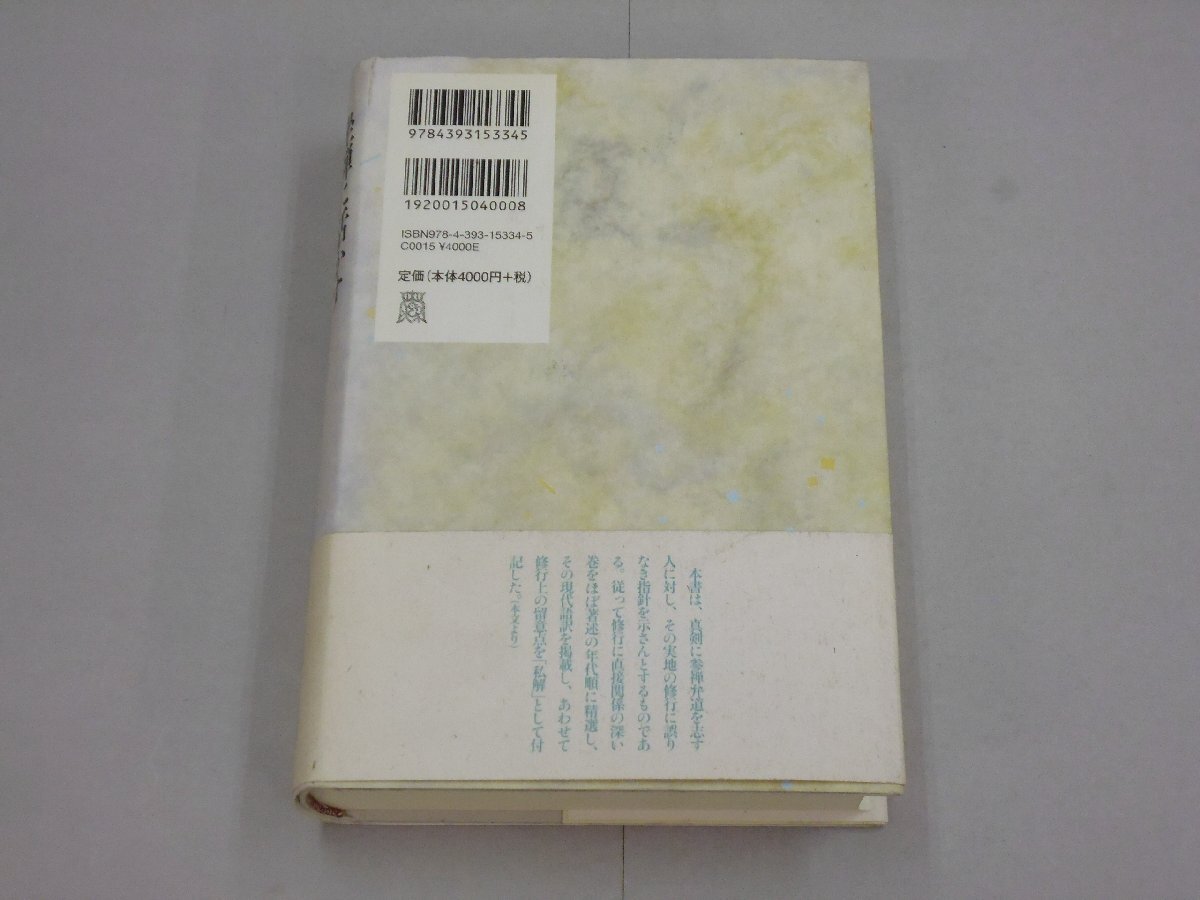 9784393153345
1920015040008
ISBN978-4-393-15334-5
C0015 ¥4000E
定価(本体4000円+税)
本書は、真剣に参禅弁道を志す
人に対し、その実地の修行に誤り
なき指針を示さんとするものであ
る。従って修行に直接関係の深い
巻をほぼ著述の年代順に精選し、
その現代語訳を掲載し、あわせて
修行上の留意点を「私解」として付
記した。(本文より)